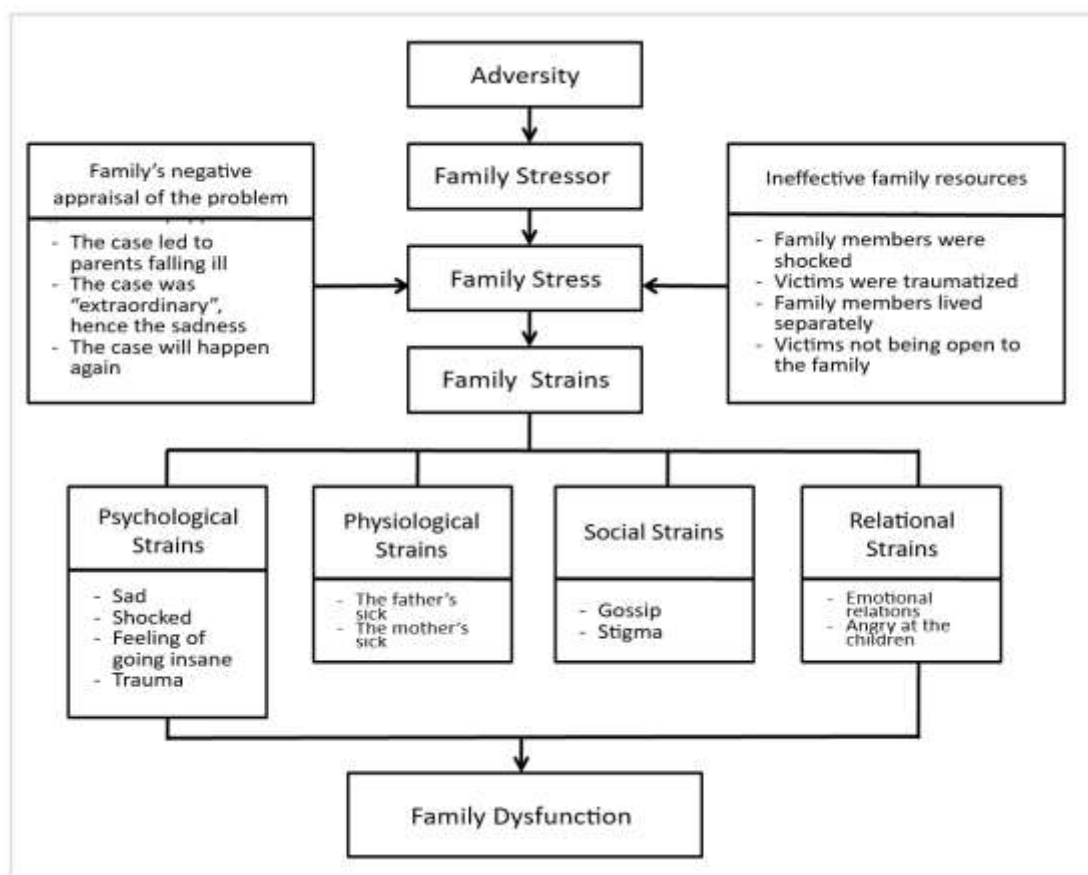 Adversity
Family Stressor
Family Stress
Family Strains
Family's negative
appraisal of the problem
- The case led to
parents falling ill
- The case was
"extraordinary",
hence the sadness
- The case will happen
again
Ineffective family resources
- Family members were
shocked
- Victims were traumatized
- Family members lived
separately
- Victims not being open to
the family
Psychological
Strains
- Sad
- Shocked
- Feeling of
going insane
- Trauma
Physiological
Strains
- The father's
sick
- The mother's
sick
Social Strains
- Gossip
- Stigma
Relational
Strains
- Emotional
relations
- Angry at the
children
Family Dysfunction